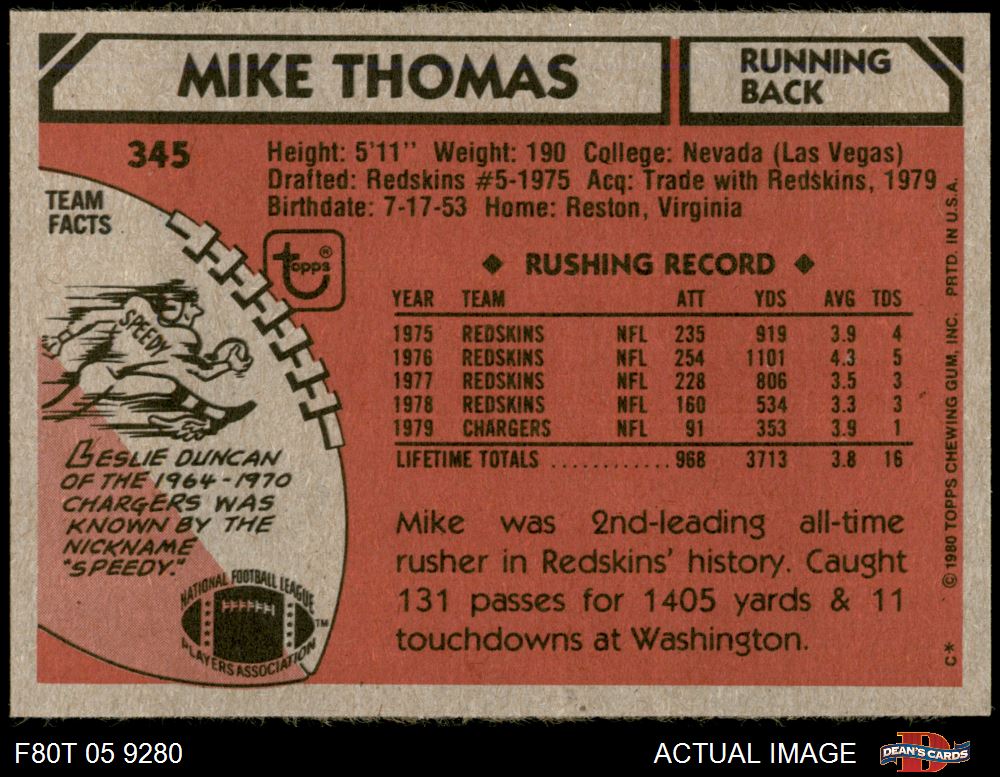 MIKE THOMAS
RUNNING
BACK
345
Height: 5'11" Weight: 190 College: Nevada (Las Vegas)
Drafted: Redskins #5-1975 Acq: Trade with Redskins, 1979
Birthdate: 7-17-53 Home: Reston, Virginia
TEAM
FACTS
topps®
SPEEDY
LESLIE DUNCAN
OF THE 1964-1970
CHARGERS WAS
KNOWN BY THE
NICKNAME
"SPEEDY."
NATIONAL FOOTBALL LEAGUE
PLAYERS ASSOCIATION
TM
◆ RUSHING RECORD ◆
YEAR TEAM ATT YDS AVG TDS
1975 REDSKINS NFL 235 919 3.9 4
1976 REDSKINS NFL 254 1101 4.3 5
1977 REDSKINS NFL 228 806 3.5 3
1978 REDSKINS NFL 160 534 3.3 3
1979 CHARGERS NFL 91 353 3.9 1
LIFETIME TOTALS ............ 968 3713 3.8 16
Mike was 2nd-leading all-time
rusher in Redskins' history. Caught
131 passes for 1405 yards & 11
touchdowns at Washington.
C* © 1980 TOPPS CHEWING GUM, INC. PRTD. IN U.S.A.
F80T 05 9280
ACTUAL IMAGE
D
DEAN'S CARDS